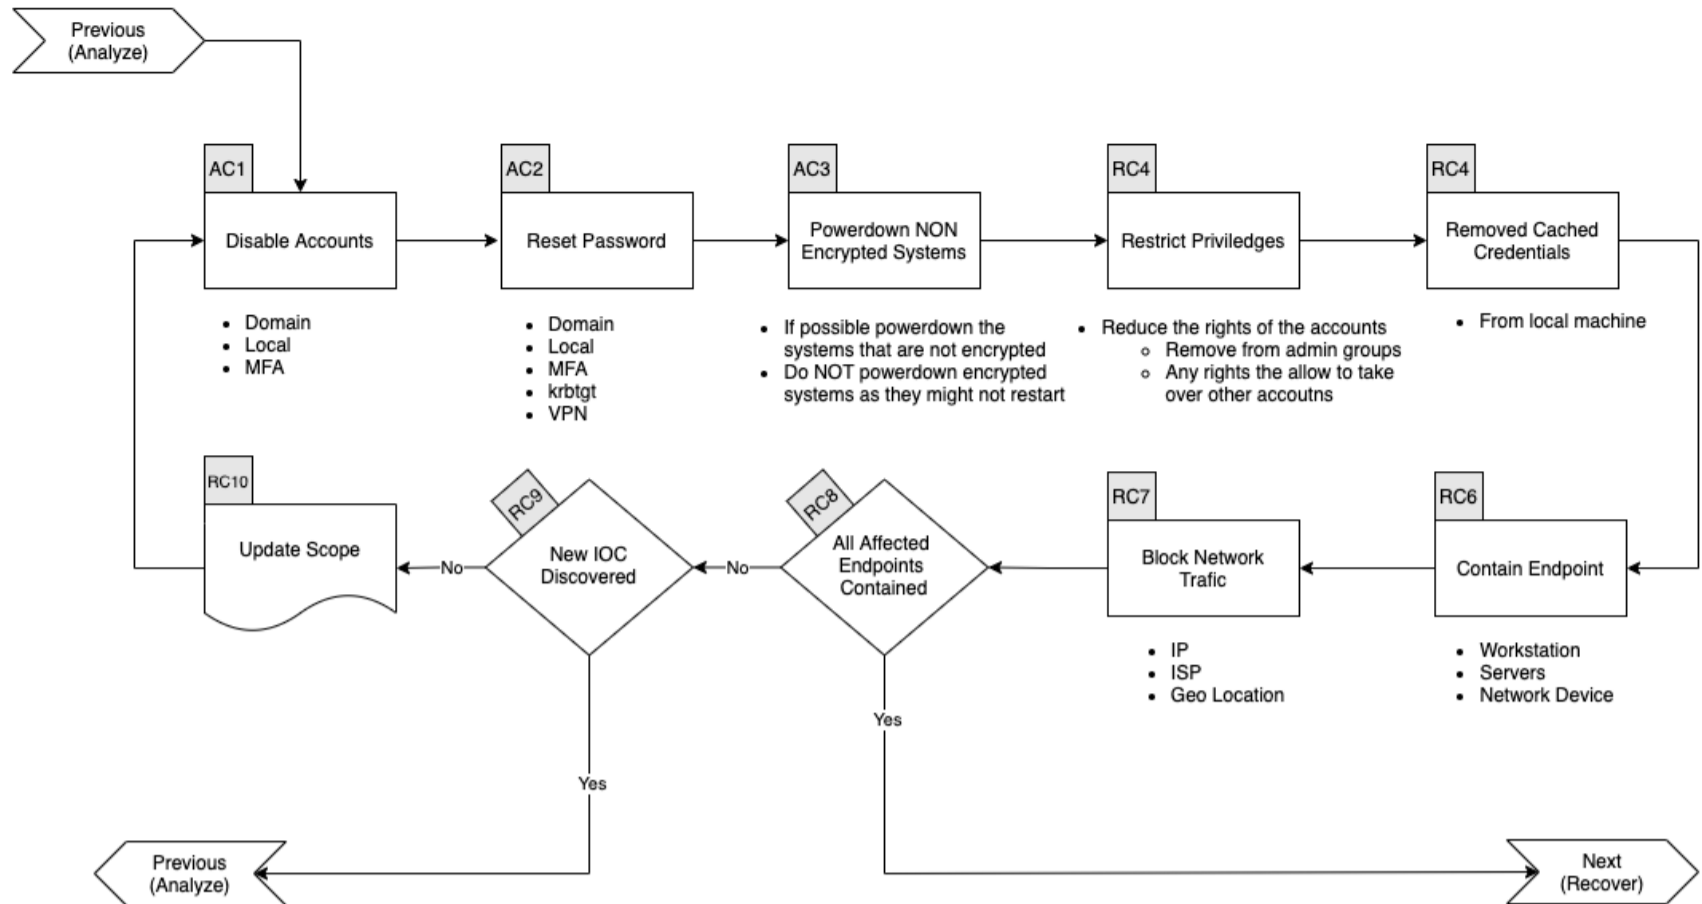 Previous
(Analyze)
AC1
Disable Accounts
• Domain
• Local
• MFA
AC2
Reset Password
• Domain
• Local
• MFA
• krbtgt
• VPN
AC3
Powerdown NON
Encrypted Systems
• If possible powerdown the
systems that are not encrypted
• Do NOT powerdown encrypted
systems as they might not restart
RC4
Restrict Priviledges
• Reduce the rights of the accounts
○ Remove from admin groups
○ Any rights the allow to take
over other accoutns
RC4
Removed Cached
Credentials
• From local machine
RC6
Contain Endpoint
• Workstation
• Servers
• Network Device
RC7
Block Network
Trafic
• IP
• ISP
• Geo Location
RC8
All Affected
Endpoints
Contained
No
Yes
RC9
New IOC
Discovered
No
Yes
RC10
Update Scope
Previous
(Analyze)
Next
(Recover)